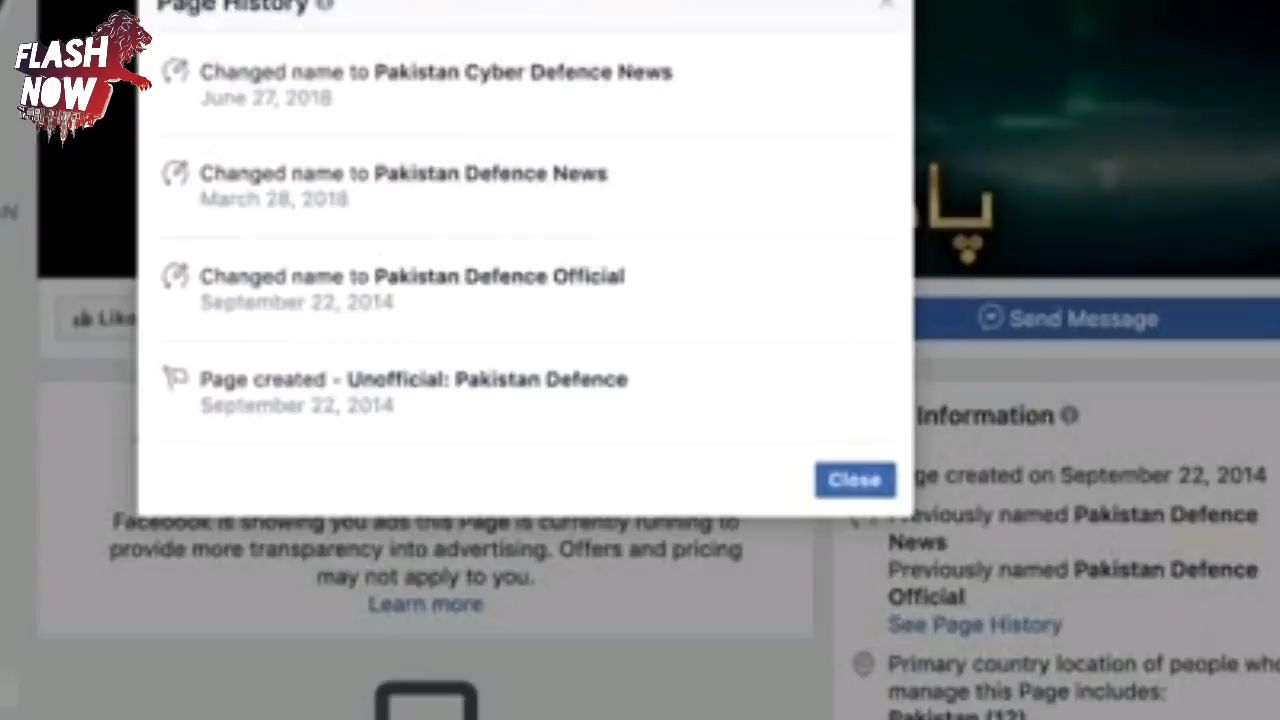 FLASH
NOW
Page History
Changed name to Pakistan Cyber Defence News
June 27, 2018
Changed name to Pakistan Defence News
March 28, 2018
Changed name to Pakistan Defence Official
September 22, 2014
Page created - Unofficial: Pakistan Defence
September 22, 2014
Close
Like
Send Message
Facebook is showing you ads this Page is currently running to
provide more transparency into advertising. Offers and pricing
may not apply to you.
Learn more
Information
ge created on September 22, 2014
eviously named Pakistan Defence
News
Previously named Pakistan Defence
Official
See Page History
Primary country location of people who
manage this Page includes:
Pakistan (12)